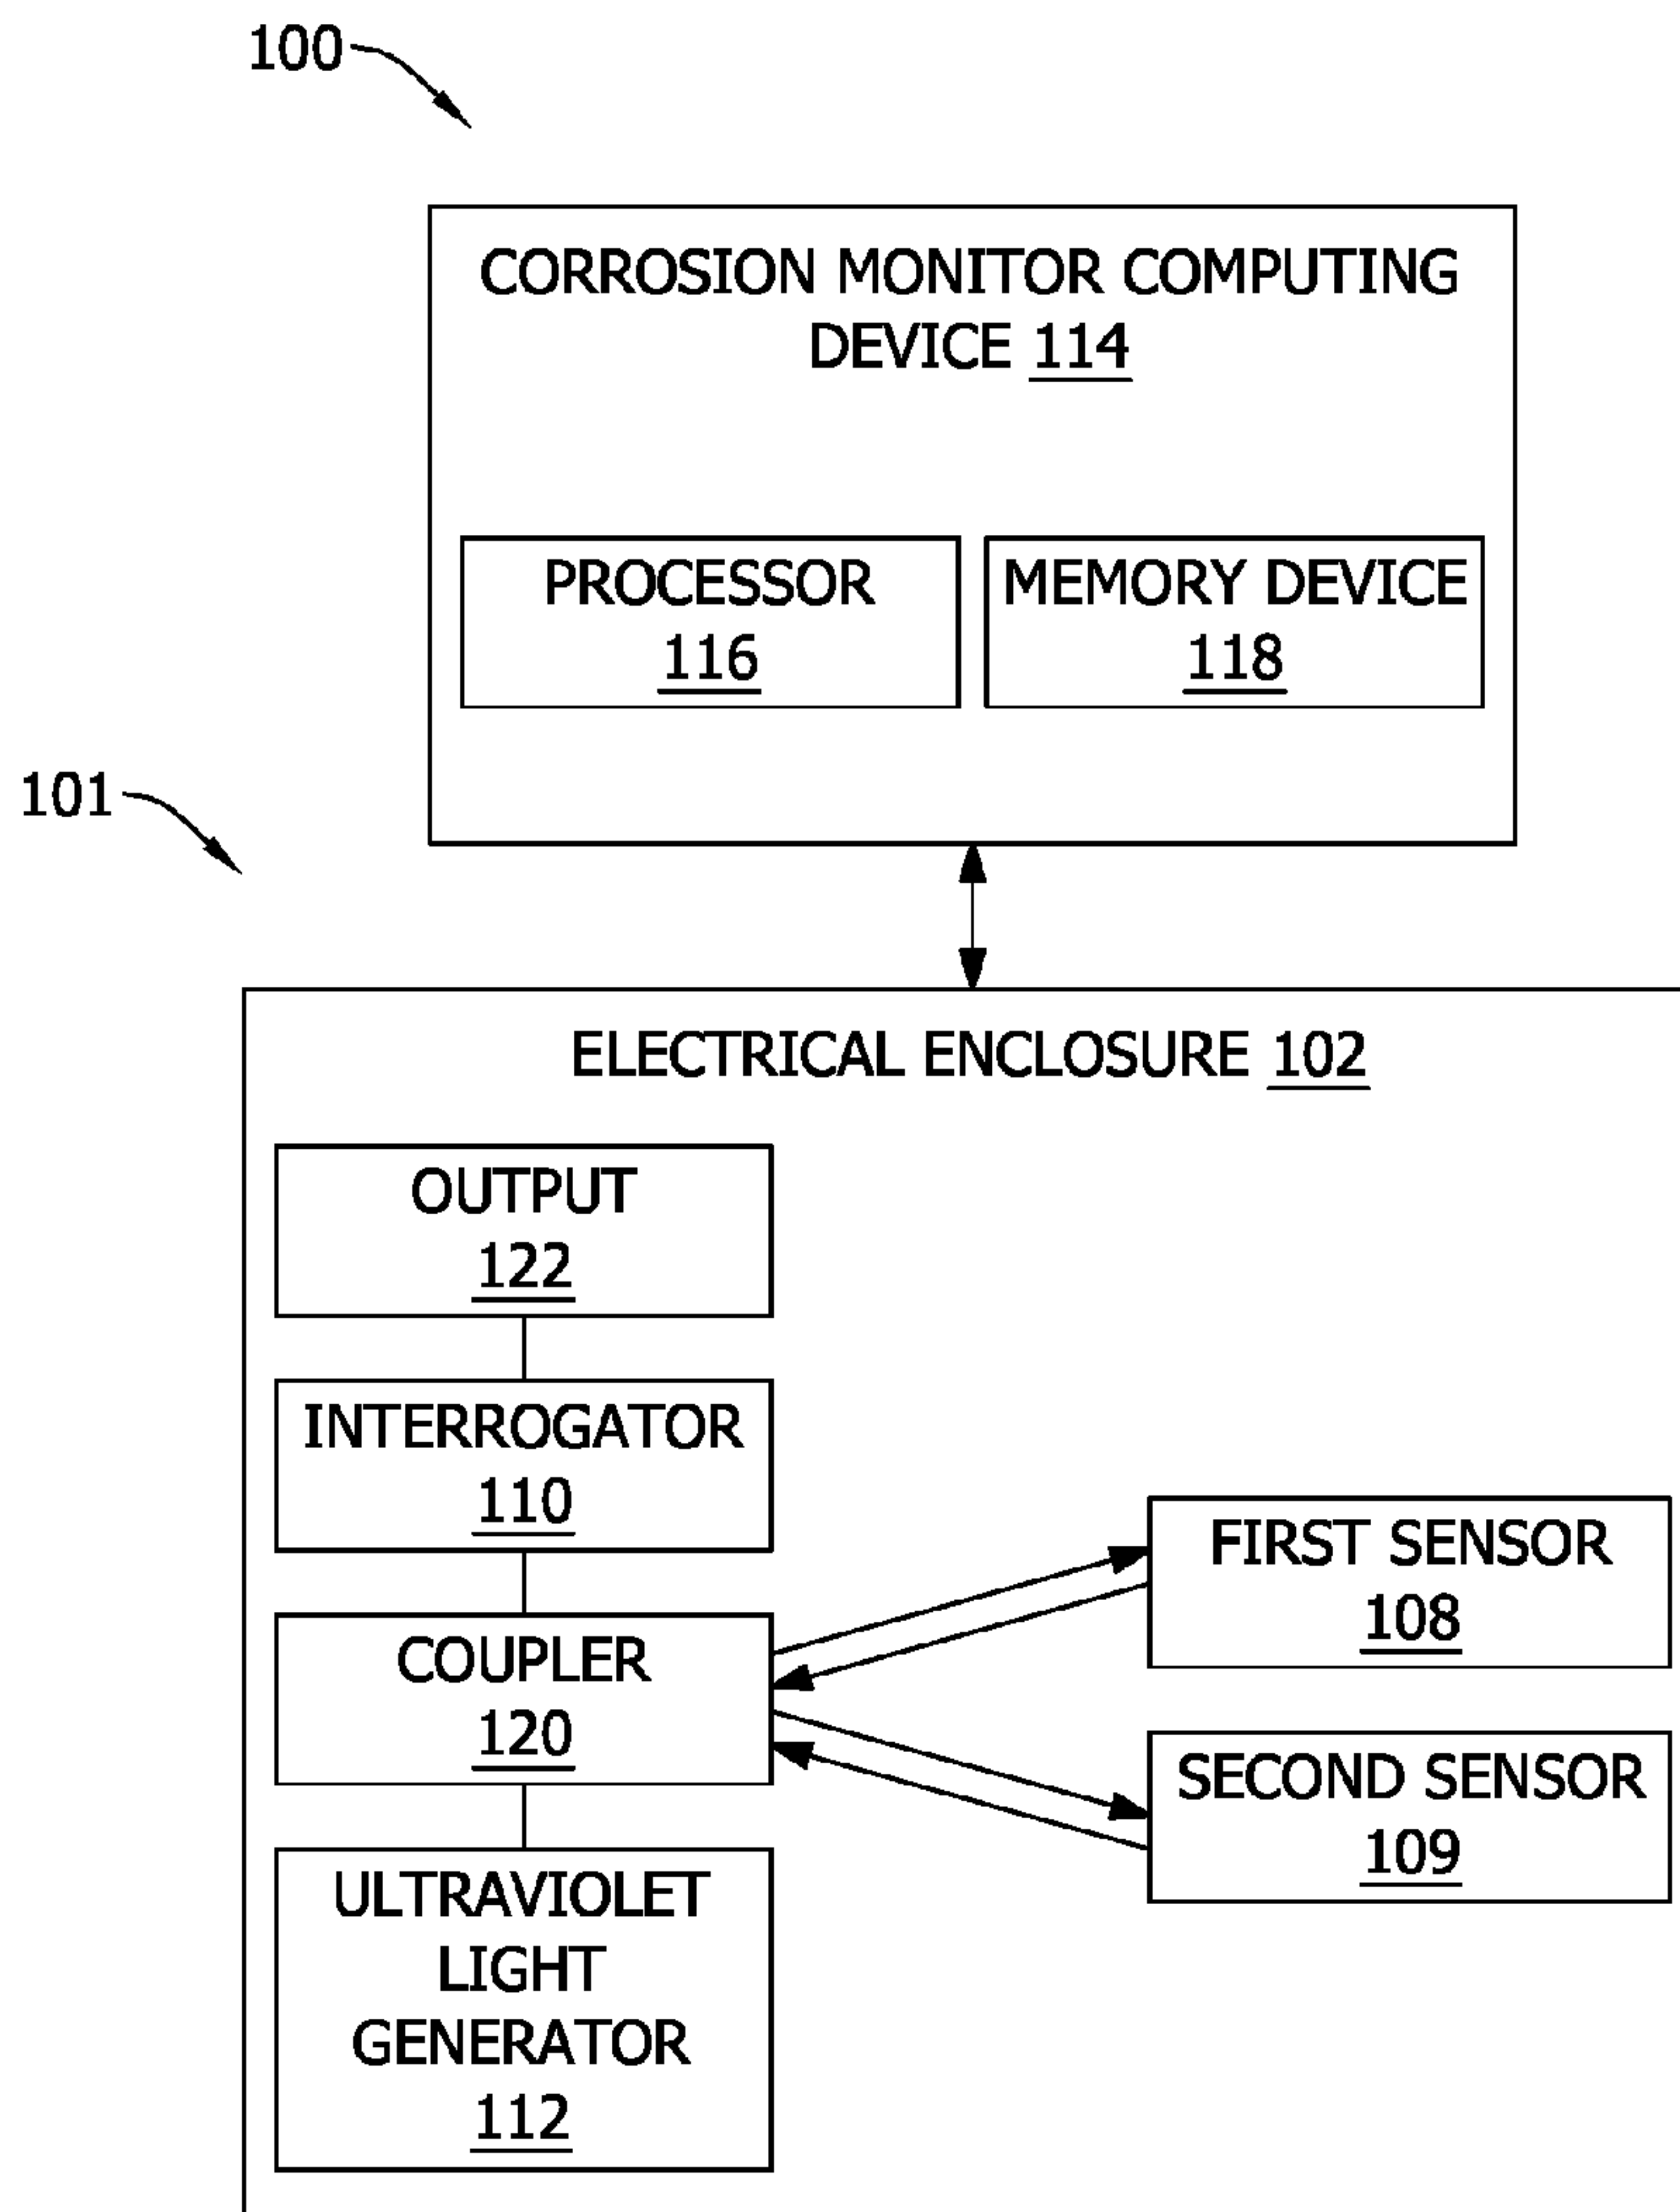 100
CORROSION MONITOR COMPUTING
DEVICE 114
PROCESSOR
116
MEMORY DEVICE
118
101
ELECTRICAL ENCLOSURE 102
OUTPUT
122
INTERROGATOR
110
FIRST SENSOR
108
COUPLER
120
SECOND SENSOR
109
ULTRAVIOLET
LIGHT
GENERATOR
112